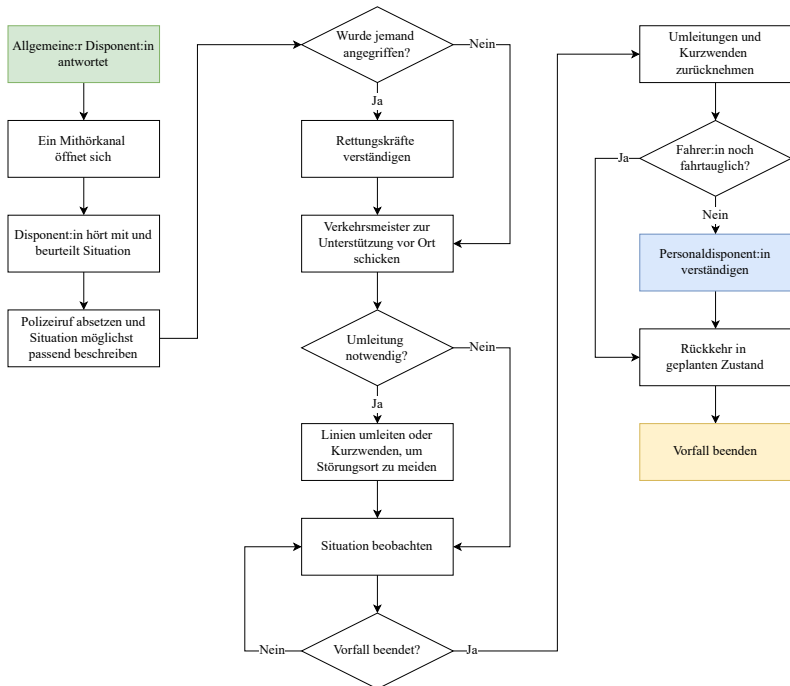 Allgemeine:r Disponent:in
antwortet
Ein Mithörkanal
öffnet sich
Disponent:in hört mit und
beurteilt Situation
Polizeiruf absetzen und
Situation möglichst
passend beschreiben
Wurde jemand
angegriffen?
Nein
Ja
Rettungskräfte
verständigen
Verkehrsmeister zur
Unterstützung vor Ort
schicken
Umleitung
notwendig?
Nein
Ja
Linien umleiten oder
Kurzwenden, um
Störungsort zu meiden
Situation beobachten
Nein
Vorfall beendet?
Ja
Umleitungen und
Kurzwenden
zurücknehmen
Ja
Fahrer:in noch
fahrtauglich?
Nein
Personaldisponent:in
verständigen
Rückkehr in
geplanten Zustand
Vorfall beenden